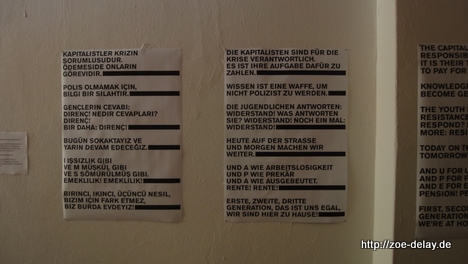 KAPITALISTLER KRIZIN
SORUMLUSUDUR.
ÖDEMESIDE ONLARIN
GÖREVIDIR.
POLIS OLMAMAK IÇIN,
BILGI BIR SILAHTIR.
GENÇLERIN CEVABI:
DIRENÇ! NEDIR CEVAPLARI?
DIRENÇ!
BIR DAHA: DIRENÇ!
BUGÜN SOKAKTAYIZ VE
YARIN DEVAM EDECEĞIZ.
I IŞSIZLIK GIBI
VE M MÜŞKÜL GIBI
VE S SÖMÜRÜLMÜŞ GIBI.
EMEKLILIK! EMEKLILIK!
BIRINCI, IKINCI, ÜÇÜNCÜ NESIL,
BIZIM IÇIN FARK ETMEZ,
BIZ BURDA EVDEYIZ!
DIE KAPITALISTEN SIND FÜR DIE
KRISE VERANTWORTLICH.
ES IST IHRE AUFGABE DAFÜR ZU
ZAHLEN.
WISSEN IST EINE WAFFE, UM
NICHT POLIZIST ZU WERDEN.
DIE JUGENDLICHEN ANTWORTEN:
WIDERSTAND! WAS ANTWORTEN
SIE? WIDERSTAND! NOCH EIN MAL:
WIDERSTAND!
HEUTE AUF DER STRASSE
UND MORGEN MACHEN WIR
WEITER.
UND A WIE ARBEITSLOSIGKEIT
UND P WIE PREKÄR
UND A WIE AUSGEBEUTET.
RENTE! RENTE!
ERSTE, ZWEITE, DRITTE
GENERATION, DAS IST UNS EGAL,
WIR SIND HIER ZU HAUSE!
THE CAPITAL
RESPONSIB
IT IS THEIR
TO PAY FOR
KNOWLEDG
BECOME
THE YOUTH
RESISTANCE
RESPOND?
MORE: RESIS
TODAY ON TH
TOMORROW
AND U FOR U
AND P FOR P
AND E FOR E
PENSION! PE
FIRST, SECO
GENERATION
WE'RE AT HO
http://zoe-delay.de